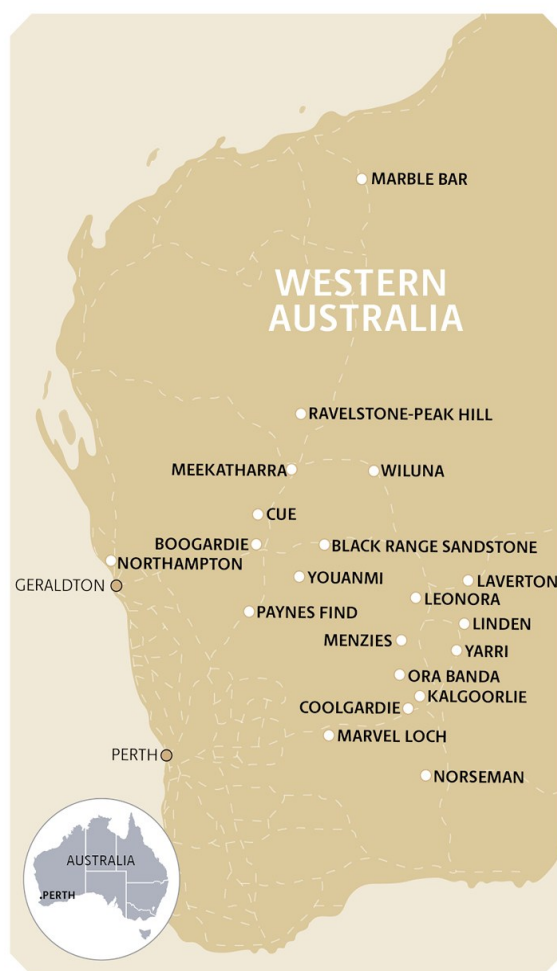 MARBLE BAR
WESTERN
AUSTRALIA
RAVELSTONE-PEAK HILL
MEEKATHARRA
WILUNA
CUE
BOOGARDIE
BLACK RANGE SANDSTONE
NORTHAMPTON
YOUANMI
LAVERTON
GERALDTON
LEONORA
PAYNES FIND
LINDEN
MENZIES
YARRI
ORA BANDA
KALGOORLIE
COOLGARDIE
MARVEL LOCH
PERTH
NORSEMAN
AUSTRALIA
.PERTH